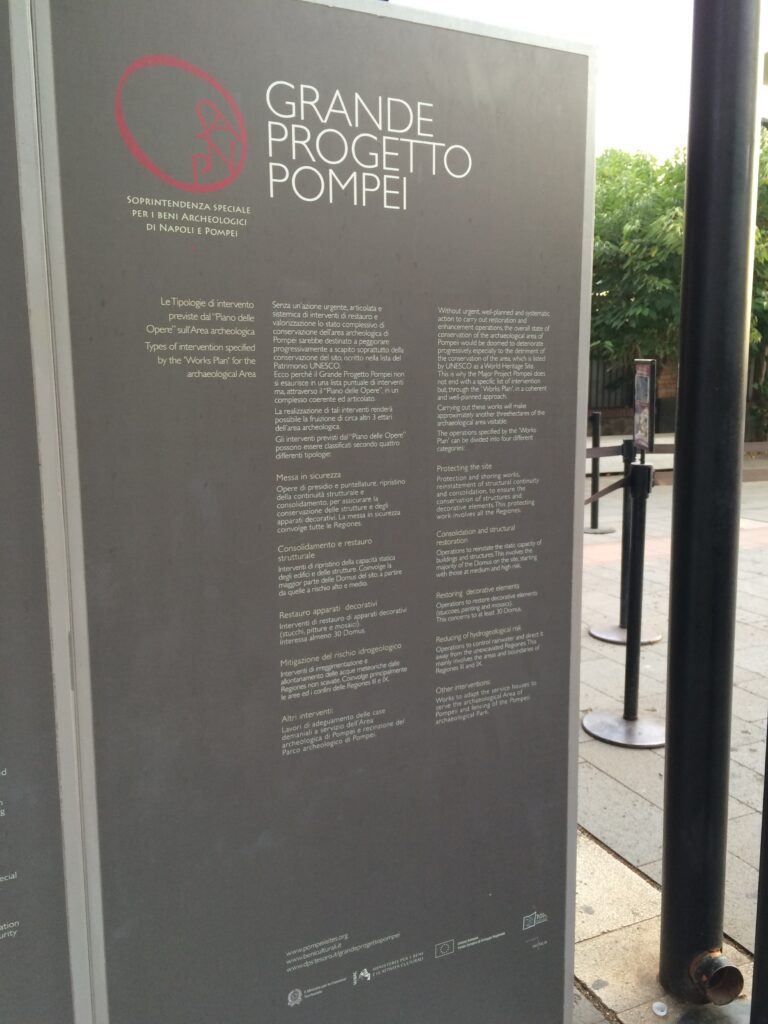 GRANDE
PROGETTO
POMPEI
SOPRINTENDENZA SPECIALE
PER I BENI ARCHEOLOGICI
DI NAPOLI E POMPEI
Le Tipologie di intervento
previste dal "Piano delle
Opere" sull'Area archeologica
Types of intervention specified
by the 'Works Plan' for the
archaeological Area
Senza un'azione urgente, articolata e
sistemica di interventi di restauro e
valorizzazione lo stato complessivo di
conservazione dell'area archeologica di
Pompei sarebbe destinato a peggiorare
progressivamente a scapito soprattutto della
conservazione del sito, iscritto nella lista del
Patrimonio UNESCO.
Ecco perché il Grande Progetto Pompei non
si esaurisce in una lista puntuale di interventi
ma, attraverso il "Piano delle Opere", in un
complesso coerente ed articolato.
La realizzazione di tali interventi renderà
possibile la fruizione di circa altri 3 ettari
dell'area archeologica.
Gli interventi previsti dal "Piano delle Opere"
possono essere classificati secondo quattro
differenti tipologie:
Messa in sicurezza
Opere di presidio e puntellature, ripristino
della continuità strutturale e
consolidamento, per assicurare la
conservazione delle strutture e degli
apparati decorativi. La messa in sicurezza
coinvolge tutte le Regiones.
Consolidamento e restauro
strutturale
Interventi di ripristino della capacità statica
degli edifici e delle strutture. Coinvolge la
maggior parte delle Domus del sito, a partire
da quelle a rischio alto e medio.
Restauro apparati decorativi
Interventi di restauro di apparati decorativi
(stucchi, pitture e mosaici).
Interessa almeno 30 Domus.
Mitigazione del rischio idrogeologico
Interventi di irreggimentazione e
allontanamento delle acque meteoriche dalle
Regiones non scavate. Coinvolge principalmente
le aree ed i confini delle Regiones III e IX.
Altri interventi:
Lavori di adeguamento delle case
demaniali a servizio dell'Area
archeologica di Pompei e recinzione del
Parco archeologico di Pompei.
Without urgent, well-planned and systematic
action to carry out restoration and
enhancement operations, the overall state of
conservation of the archaeological area of
Pompeii would be doomed to deteriorate
progressively, especially to the detriment of
the conservation of the area, which is listed
by UNESCO as a World Heritage Site.
This is why the Major Project Pompeii does
not end with a specific list of intervention
but, through the 'Works Plan', in a coherent
and well-planned approach.
Carrying out these works will make
approximately another three hectares of the
archaeological area visitable.
The operations specified by the 'Works
Plan' can be divided into four different
categories:
Protecting the site
Protection and shoring works,
reinstatement of structural continuity
and consolidation, to ensure the
conservation of structures and
decorative elements. This protecting
work involves all the Regiones.
Consolidation and structural
restoration
Operations to reinstate the static capacity of
buildings and structures. This involves the
majority of the Domus on the site, starting
with those at medium and high risk.
Restoring decorative elements
Operations to restore decorative elements
(stuccoes, painting and mosaics).
This concerns to at least 30 Domus.
Reducing of hydrogeological risk
Operations to control rainwater and direct it
away from the unexcavated Regiones. This
mainly involves the areas and boundaries of
Regiones III and IX.
Other interventions:
Works to adapt the service houses to
serve the archaeological Area of
Pompeii and fencing of the Pompeii
archaeological Park.
www.pompeiisites.org
www.beniculturali.it
www.dps.tesoro.it/grandeprogettopompei
MINISTERO PER I BENI
E LE ATTIVITÀ CULTURALI